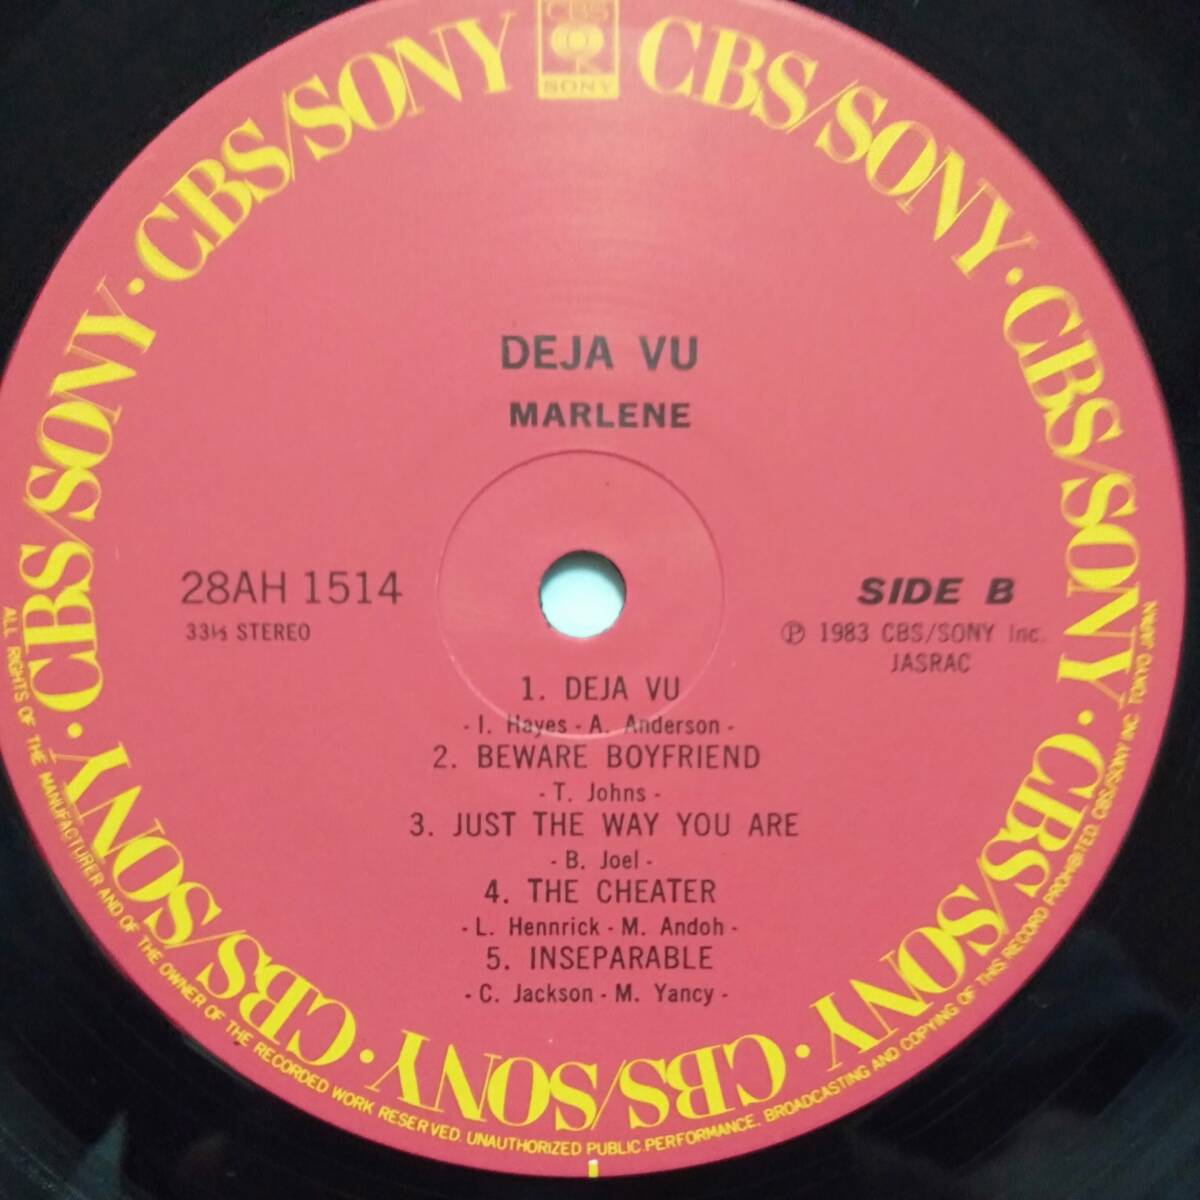 CBS
SONY
CBS/SONY · CBS/SONY · CBS/SONY · CBS/SONY · CBS/SONY · CBS/SONY · CBS/SONY · CBS/SONY
DEJA VU
MARLENE
28AH 1514
33⅓ STEREO
SIDE B
Ⓟ 1983 CBS/SONY Inc.
JASRAC
1. DEJA VU
- I. Hayes - A. Anderson -
2. BEWARE BOYFRIEND
- T. Johns -
3. JUST THE WAY YOU ARE
- B. Joel -
4. THE CHEATER
- L. Hennrick - M. Andoh -
5. INSEPARABLE
- C. Jackson - M. Yancy -
ALL RIGHTS OF THE MANUFACTURER AND OF THE OWNER OF THE RECORDED WORK RESERVED. UNAUTHORIZED PUBLIC PERFORMANCE, BROADCASTING AND COPYING OF THIS RECORD PROHIBITED. CBS/SONY INC. TOKYO, JAPAN